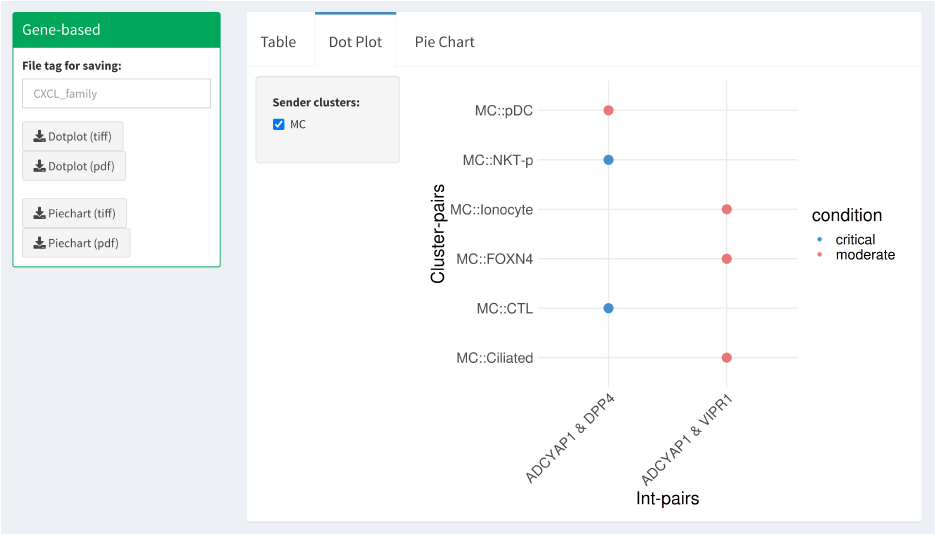 Gene-based
File tag for saving:
CXCL_family
Dotplot (tiff)
Dotplot (pdf)
Piechart (tiff)
Piechart (pdf)
Table
Dot Plot
Pie Chart
Sender clusters:
MC
Cluster-pairs
MC::pDC
MC::NKT-p
MC::Ionocyte
MC::FOXN4
MC::CTL
MC::Ciliated
ADCYAP1 & DPP4
ADCYAP1 & VIPR1
Int-pairs
condition
critical
moderate